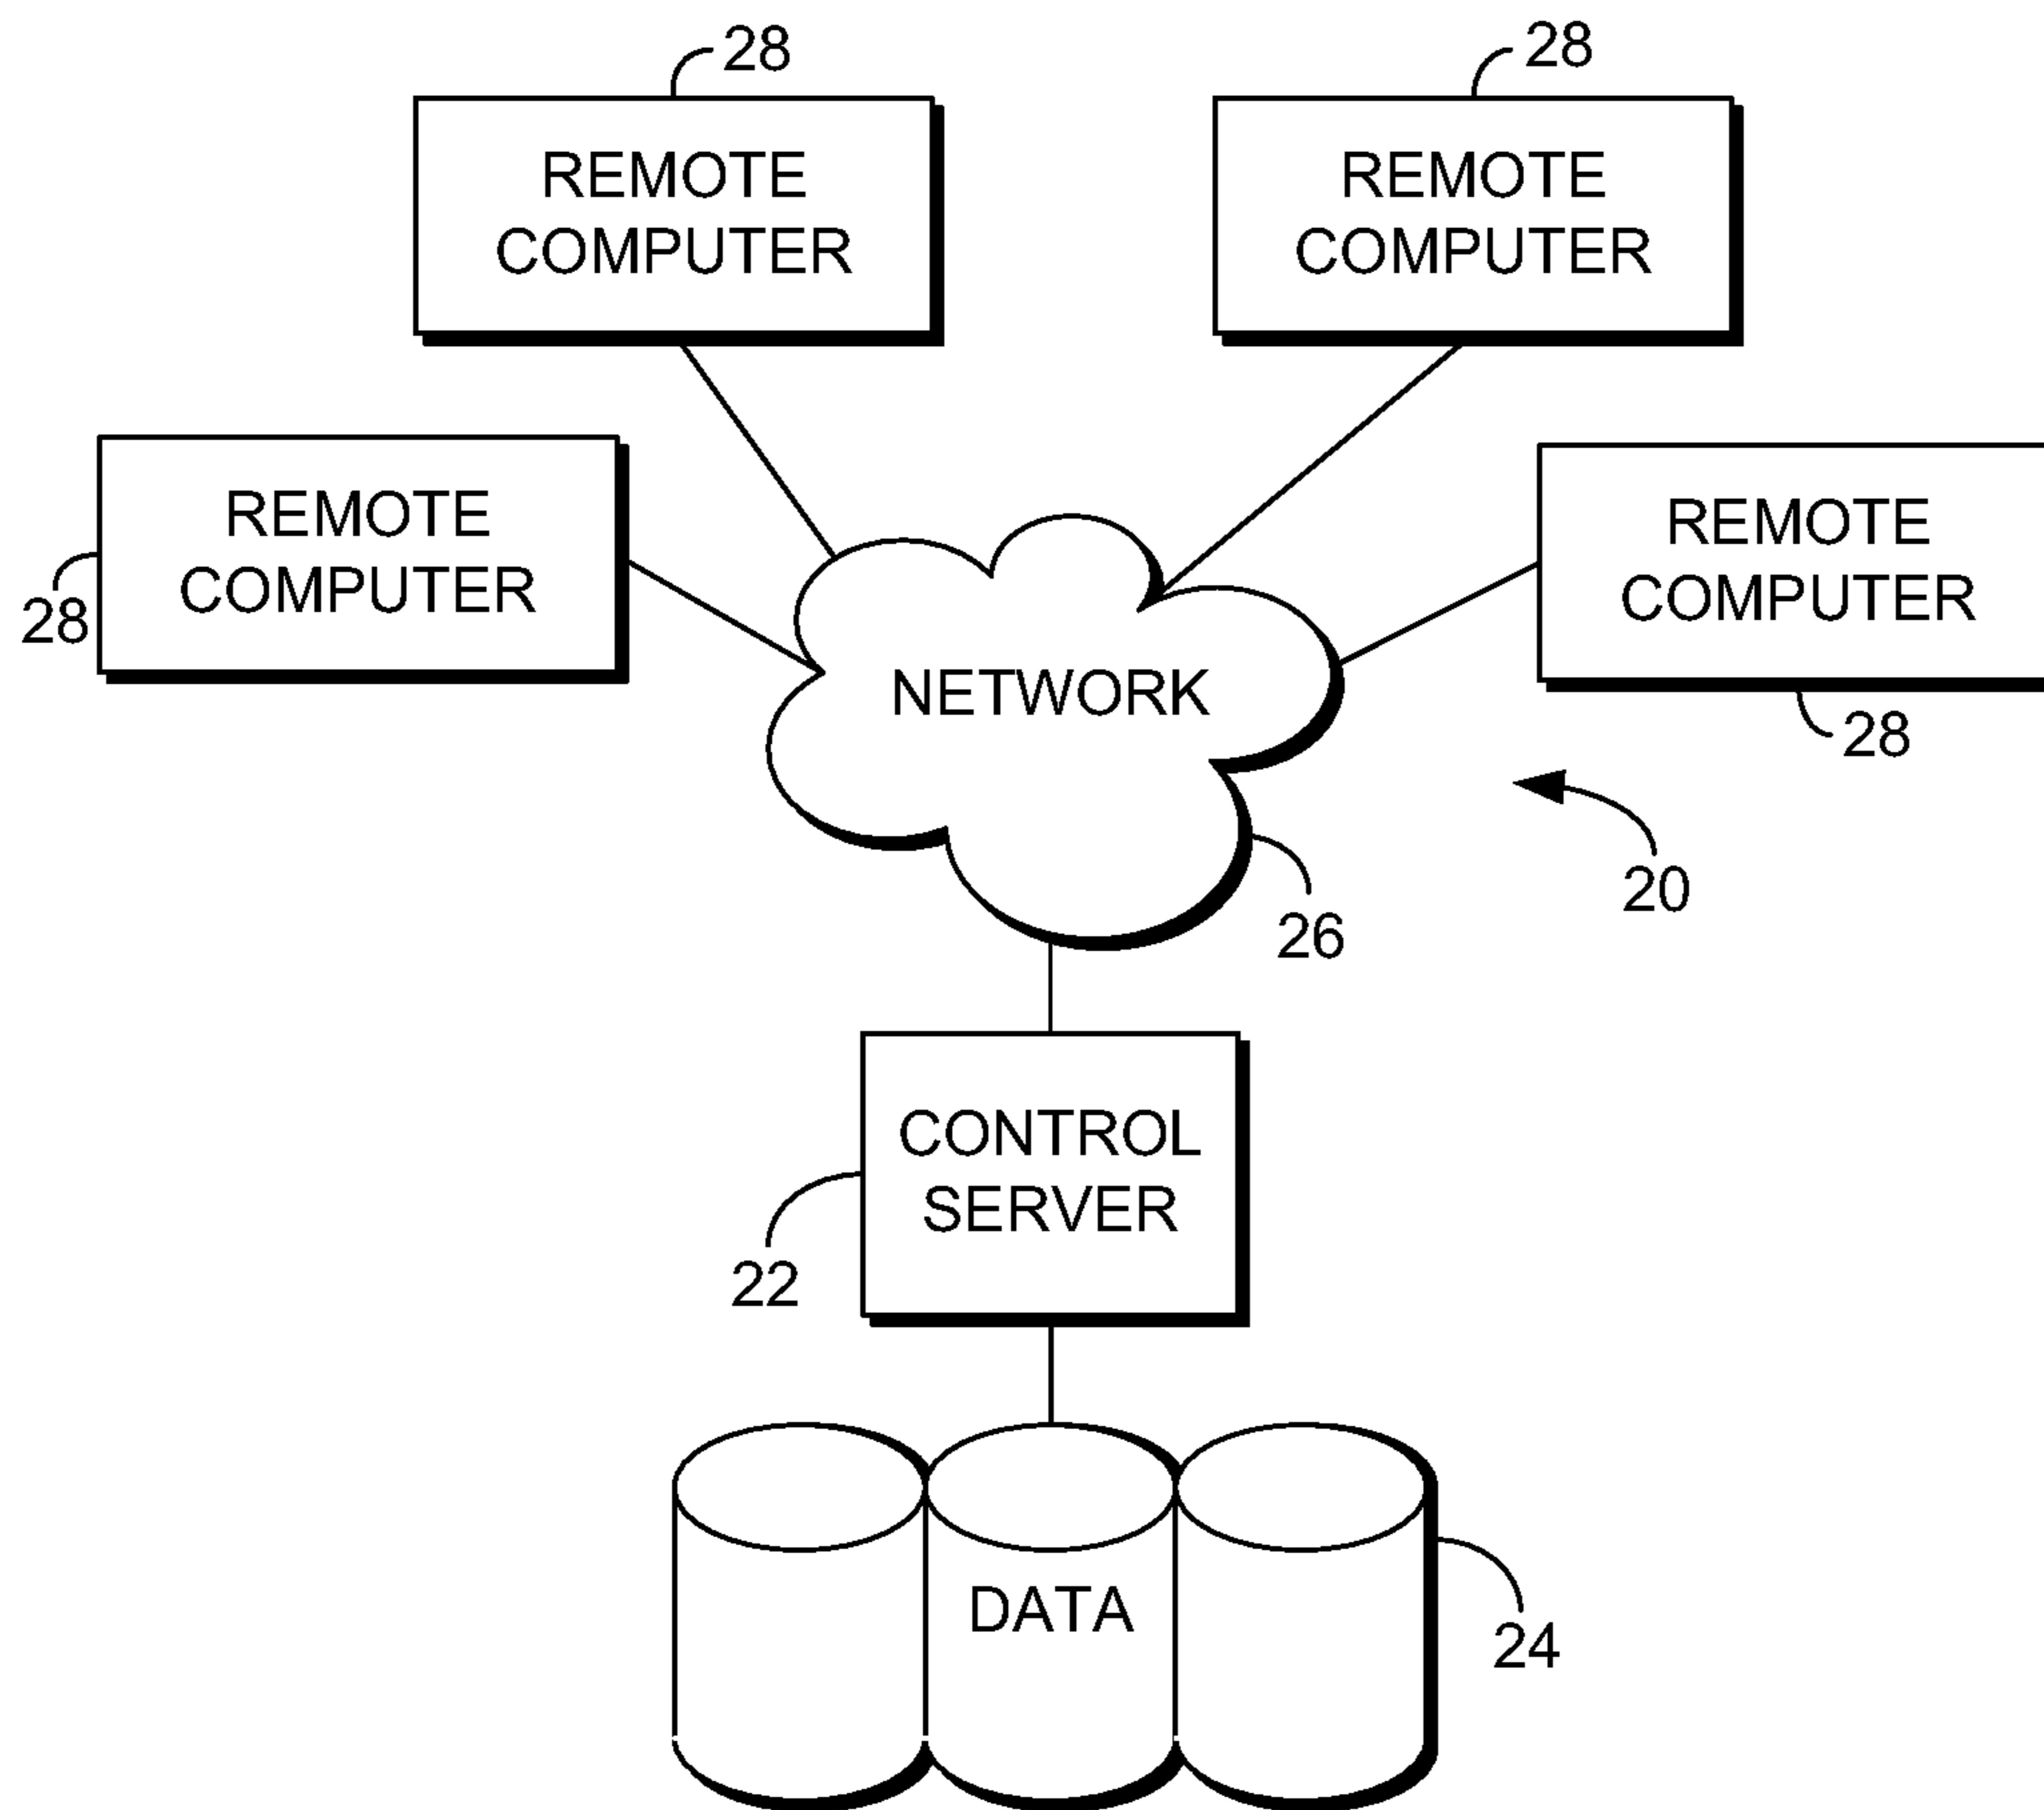 28
28
REMOTE
COMPUTER
REMOTE
COMPUTER
REMOTE
COMPUTER
28
REMOTE
COMPUTER
28
NETWORK
20
26
CONTROL
SERVER
22
DATA
24